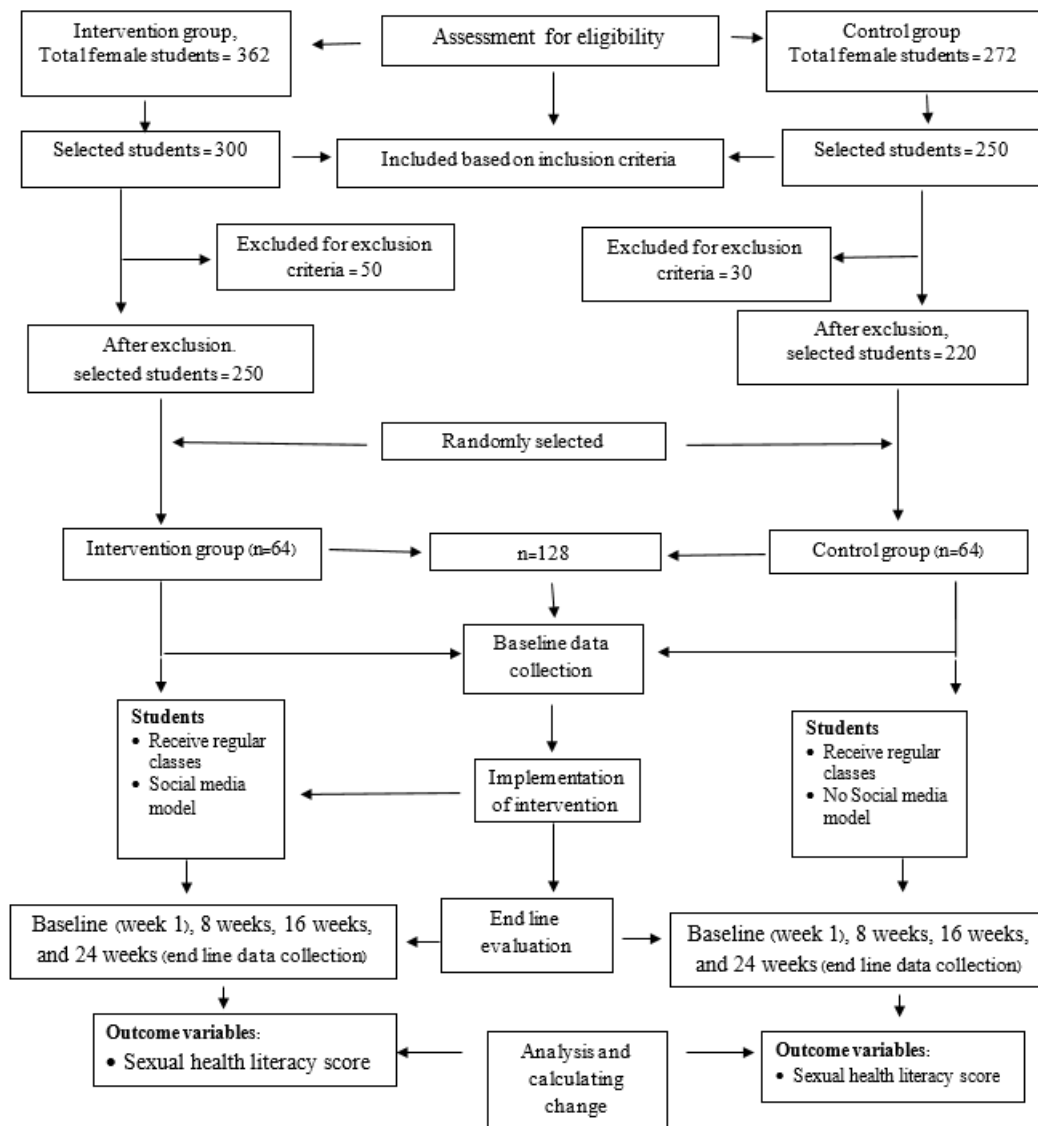 Intervention group,
Total female students = 362
Assessment for eligibility
Control group
Total female students = 272
Selected students = 300
Included based on inclusion criteria
Selected students = 250
Excluded for exclusion
criteria = 50
Excluded for exclusion
criteria = 30
After exclusion.
selected students = 250
After exclusion,
selected students = 220
Randomly selected
Intervention group (n=64)
n=128
Control group (n=64)
Baseline data
collection
Students
• Receive regular
classes
• Social media
model
Implementation
of intervention
Students
• Receive regular
classes
• No Social media
model
Baseline (week 1), 8 weeks, 16 weeks,
and 24 weeks (end line data collection)
End line
evaluation
Baseline (week 1), 8 weeks, 16 weeks,
and 24 weeks (end line data collection)
Outcome variables:
• Sexual health literacy score
Analysis and
calculating
change
Outcome variables:
• Sexual health literacy score